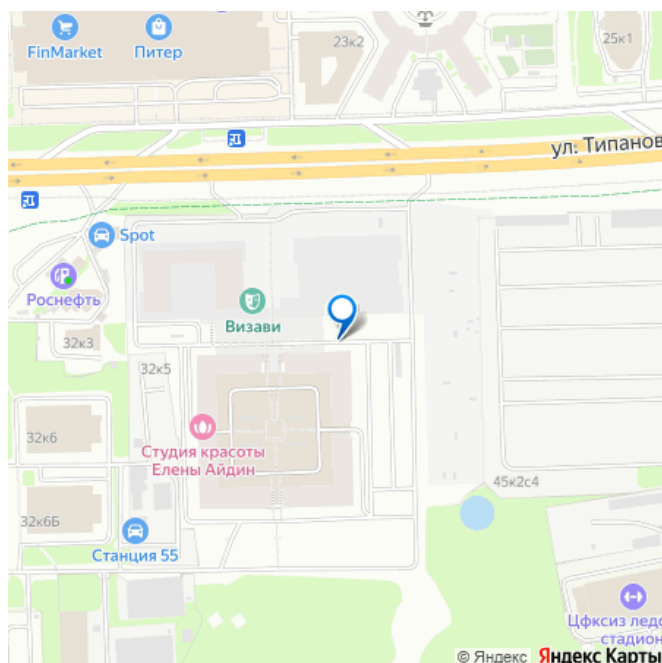 23к2
25к1
FinMarket
Питер
ул. Типанов
Spot
Роснефть
Визави
32к3
32к5
32к6
Студия красоты
Елены Айдин
45к2с4
32к6Б
Станция 55
Цфксиз ледо
стадион
© Яндекс Яндекс Карты